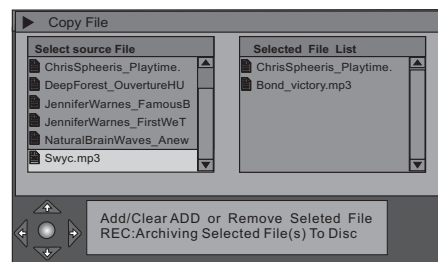 Copy File
Select source File
ChrisSpheeris_Playtime.
DeepForest_OuvertureHU
JenniferWarnes_FamousB
JenniferWarnes_FirstWeT
NaturalBrainWaves_Anew
Swyc.mp3
Selected File List
ChrisSpheeris_Playtime.
Bond_victory.mp3
Add/Clear ADD or Remove Seleted File
REC:Archiving Selected File(s) To Disc